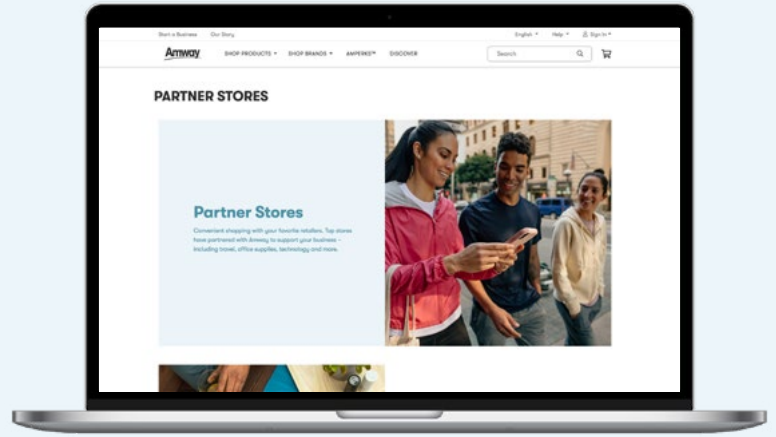 Start a Business Our Story English Help Sign In
Amway SHOP PRODUCTS SHOP BRANDS AMPERKS™ DISCOVER Search
PARTNER STORES
Partner Stores
Convenient shopping with your favorite retailers. Top stores
have partnered with Amway to support your business –
including travel, office supplies, technology and more.